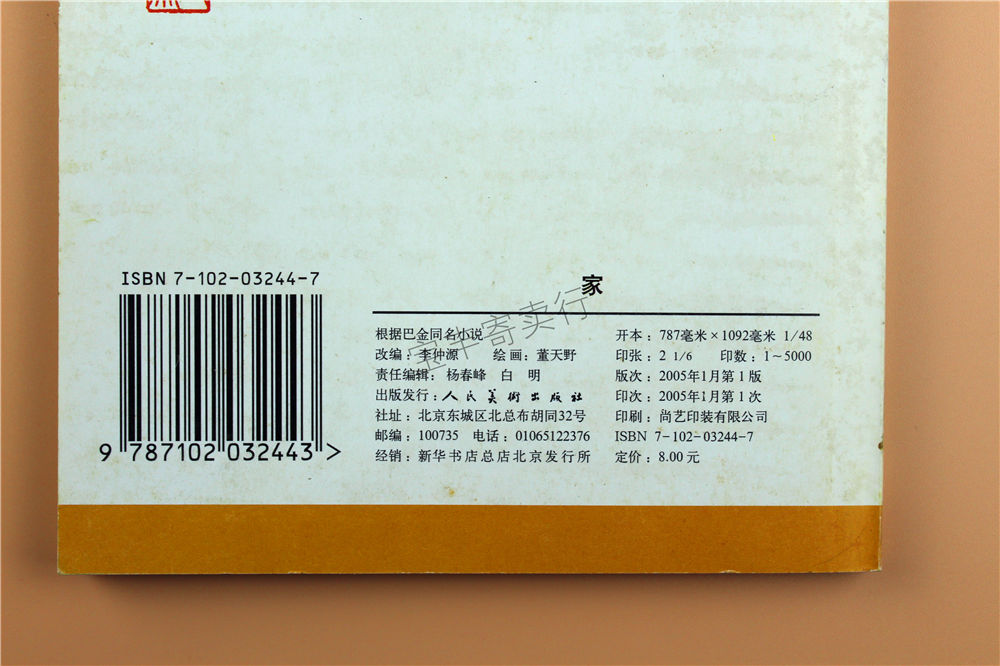 ISBN 7-102-03244-7
9 787102 032443 >
家
根据巴金同名小说
改编：李仲源 绘画：董天野
责任编辑：杨春峰 白 明
出版发行：人民美術出版社
社址：北京东城区北总布胡同32号
邮编：100735 电话：01065122376
经销：新华书店总店北京发行所
开本：787毫米×1092毫米 1/48
印张：2 1/6 印数：1～5000
版次：2005年1月第1版
印次：2005年1月第1次
印刷：尚艺印装有限公司
ISBN 7-102-03244-7
定价：8.00元
宝丰寄卖行